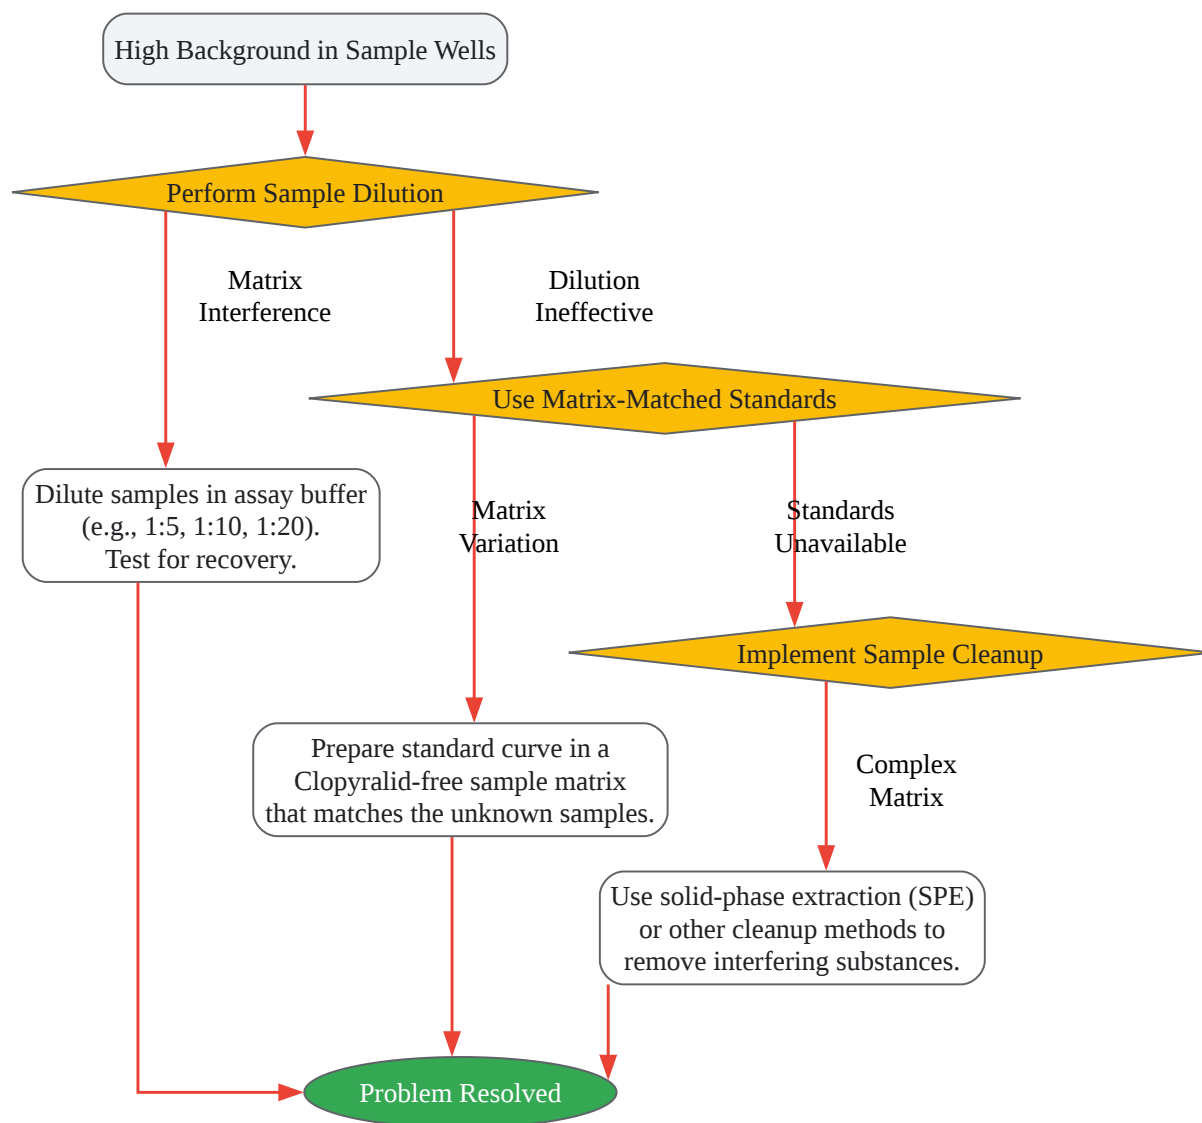 High Background in Sample Wells
Perform Sample Dilution
Matrix
Interference
Dilution
Ineffective
Use Matrix-Matched Standards
Dilute samples in assay buffer
(e.g., 1:5, 1:10, 1:20).
Test for recovery.
Matrix
Variation
Standards
Unavailable
Implement Sample Cleanup
Prepare standard curve in a
Clopyralid-free sample matrix
that matches the unknown samples.
Complex
Matrix
Use solid-phase extraction (SPE)
or other cleanup methods to
remove interfering substances.
Problem Resolved